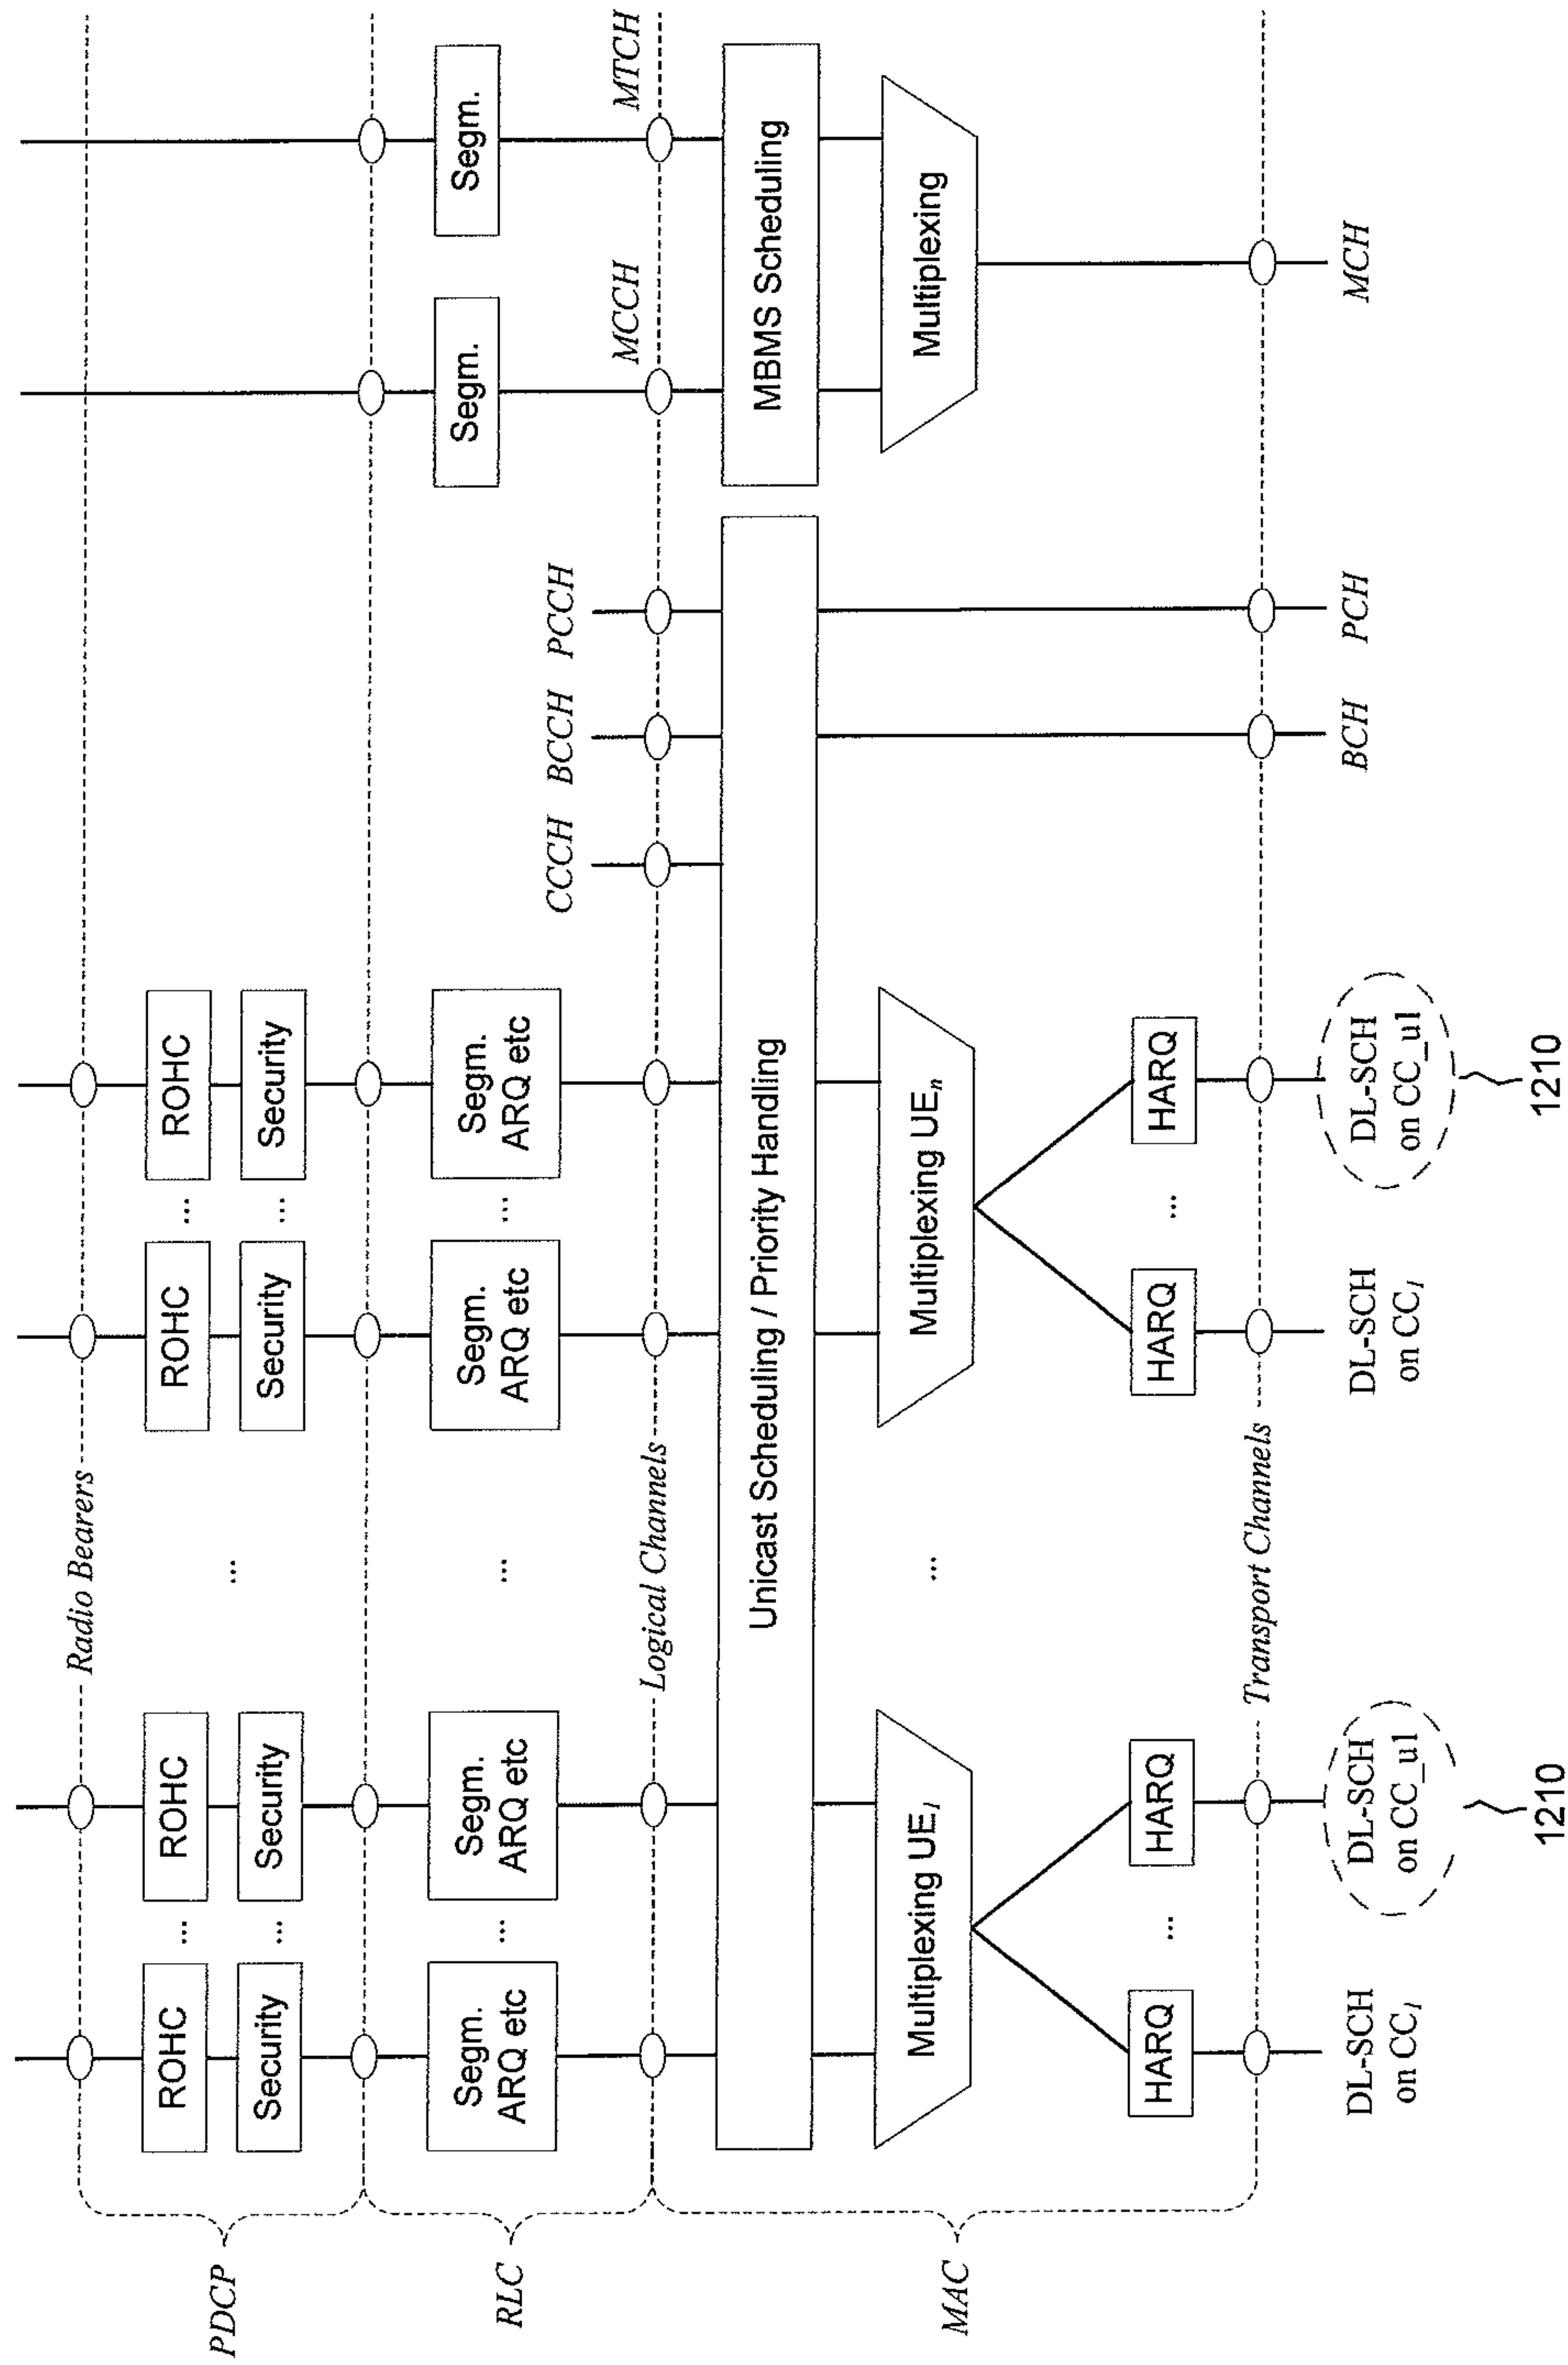 Radio Bearers
PDCP
ROHC
...
ROHC
ROHC
...
ROHC
Security
...
Security
...
Security
...
Security
RLC
Segm.
ARQ etc
...
Segm.
ARQ etc
...
Segm.
ARQ etc
...
Segm.
ARQ etc
Segm.
Segm.
Logical Channels
CCCH
BCCH
PCCH
MCCH
MTCH
MAC
Unicast Scheduling / Priority Handling
MBMS Scheduling
Multiplexing UE1
...
Multiplexing UEn
Multiplexing
HARQ
...
HARQ
HARQ
...
HARQ
Transport Channels
DL-SCH
on CC1
DL-SCH
on CC_u1
DL-SCH
on CC1
DL-SCH
on CC_u1
BCH
PCH
MCH
1210
1210